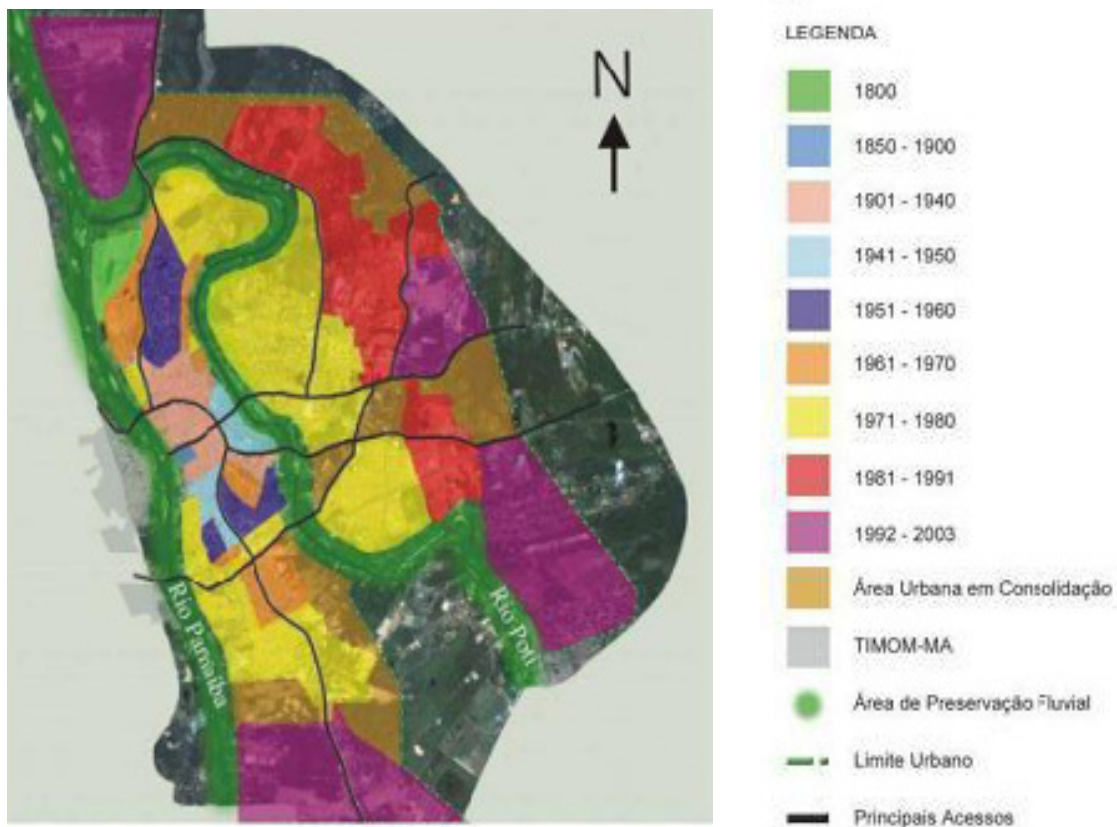 N
Rio Parnaíba
Rio Poti
LEGENDA
1800
1850 - 1900
1901 - 1940
1941 - 1950
1951 - 1960
1961 - 1970
1971 - 1980
1981 - 1991
1992 - 2003
Área Urbana em Consolidação
TIMOM-MA
Área de Preservação Fluvial
Limite Urbano
Principais Acessos